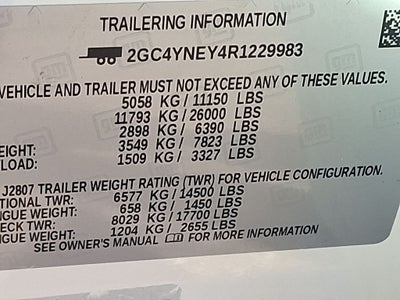 TRAILERING INFORMATION
2GC4YNEY4R1229983
VEHICLE AND TRAILER MUST NOT EXCEED ANY OF THESE VALUES.
5058 KG / 11150 LBS
11793 KG / 26000 LBS
2898 KG / 6390 LBS
EIGHT: 3549 KG / 7823 LBS
LOAD: 1509 KG / 3327 LBS
J2807 TRAILER WEIGHT RATING (TWR) FOR VEHICLE CONFIGURATION.
TIONAL TWR: 6577 KG / 14500 LBS
GUE WEIGHT: 658 KG / 1450 LBS
ECK TWR: 8029 KG / 17700 LBS
NGUE WEIGHT: 1204 KG / 2655 LBS
SEE OWNER'S MANUAL FOR MORE INFORMATION